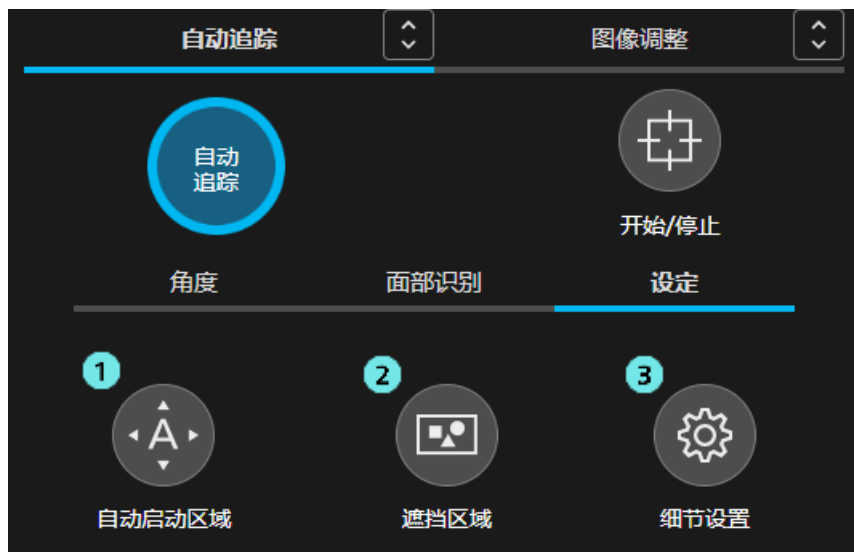 自动追踪
图像调整
自动
追踪
开始/停止
角度
面部识别
设定
1
2
3
A
自动启动区域
遮挡区域
细节设置